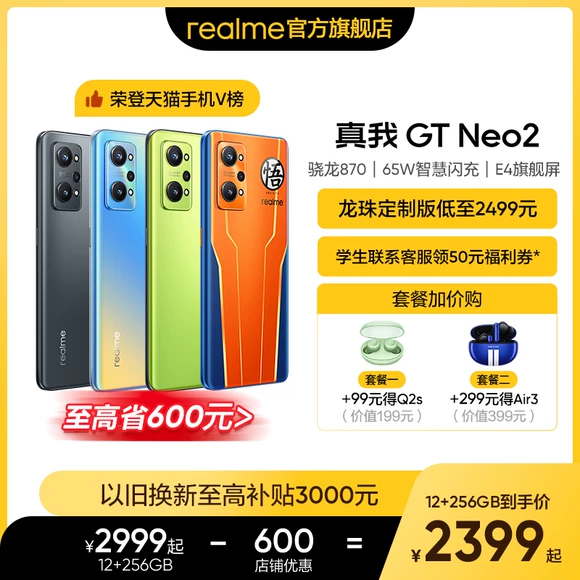 realme官方旗舰店
荣登天猫手机V榜
真我 GT Neo2
骁龙870｜65W智慧闪充｜E4旗舰屏
龙珠定制版低至2499元
学生联系客服领50元福利券*
套餐加价购
套餐一
+99元得Q2s
（价值199元）
套餐二
+299元得Air3
（价值399元）
悟
realme
realme
realme
realme
至高省600元>
以旧换新至高补贴3000元
¥2999起
12+256GB
－
600
店铺优惠
=
12+256GB到手价
¥2399起